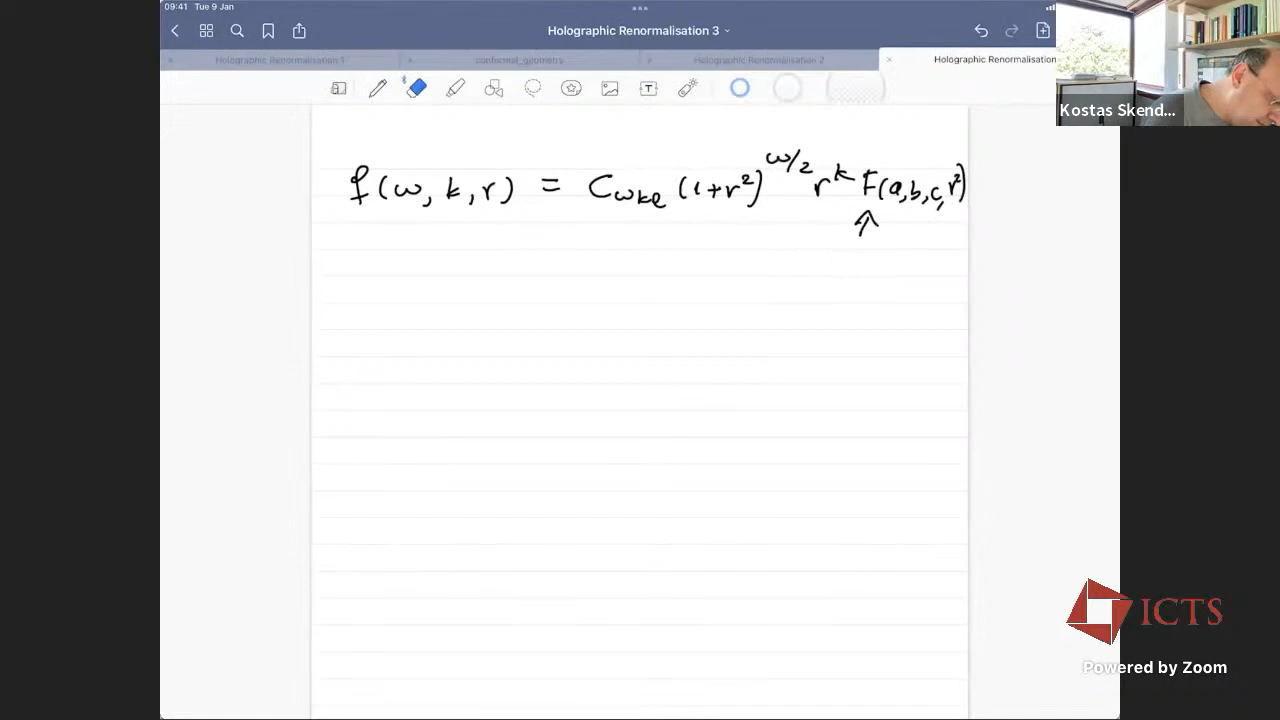 09:41 Tue 9 Jan
Holographic Renormalisation 3
Holographic Renormalisation 1
conformal_geometry
Holographic Renormalisation 2
Holographic Renormalisation
Kostas Skend...
f(ω, k, r) = C_{ωkl} (1+r²)^{ω/2} r^k F(a,b,c,r²)
↑
ICTS
Powered by Zoom